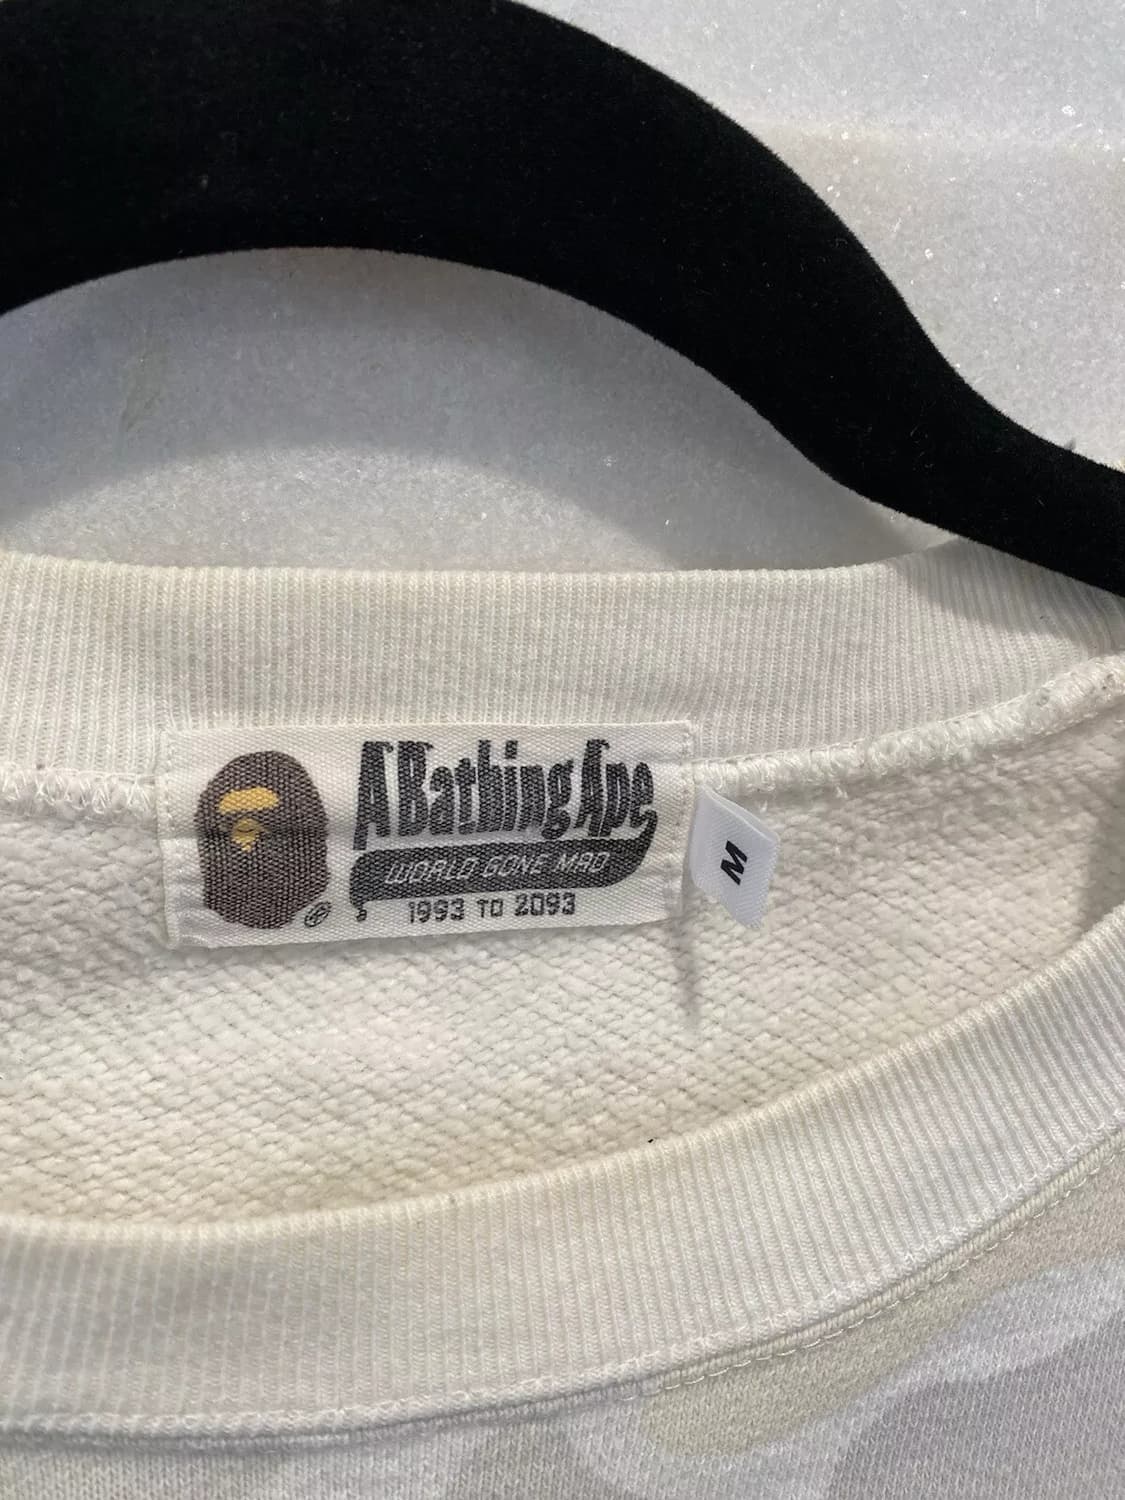 A Bathing Ape
WORLD GONE MAD
1993 TO 2093
M